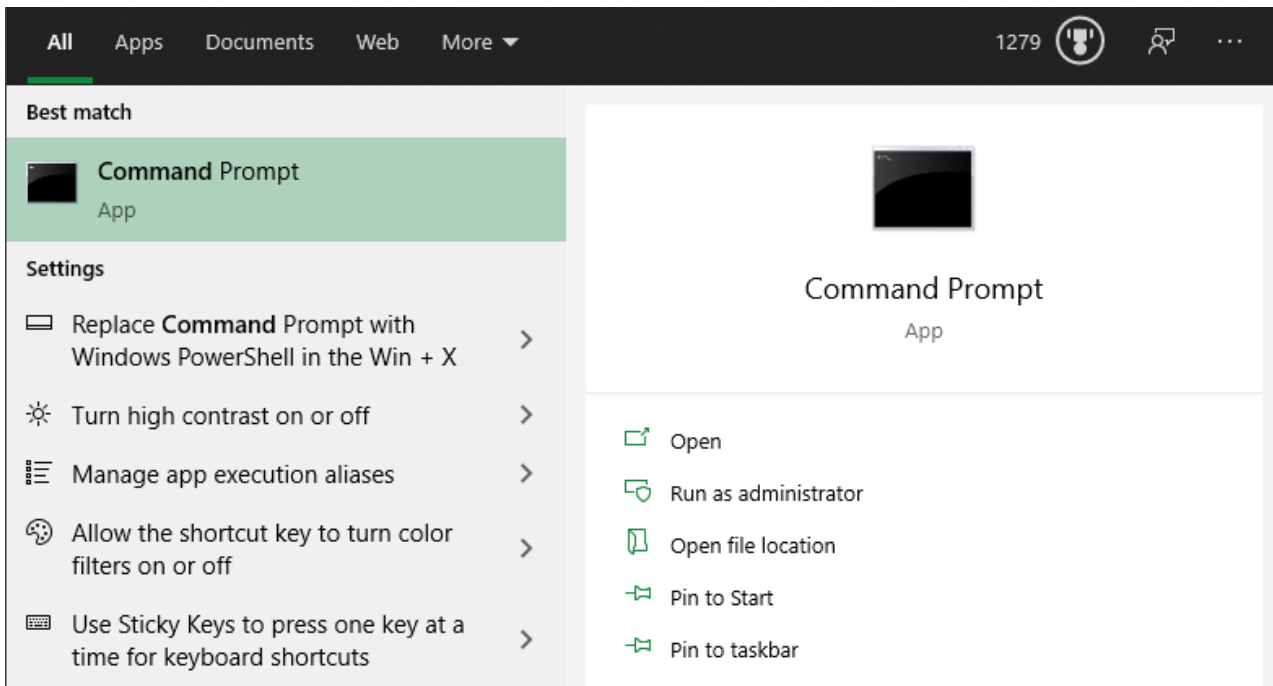 All Apps Documents Web More 1279 ...
Best match
Command Prompt
App
Settings
Replace Command Prompt with
Windows PowerShell in the Win + X
Turn high contrast on or off
Manage app execution aliases
Allow the shortcut key to turn color
filters on or off
Use Sticky Keys to press one key at a
time for keyboard shortcuts
Command Prompt
App
Open
Run as administrator
Open file location
Pin to Start
Pin to taskbar